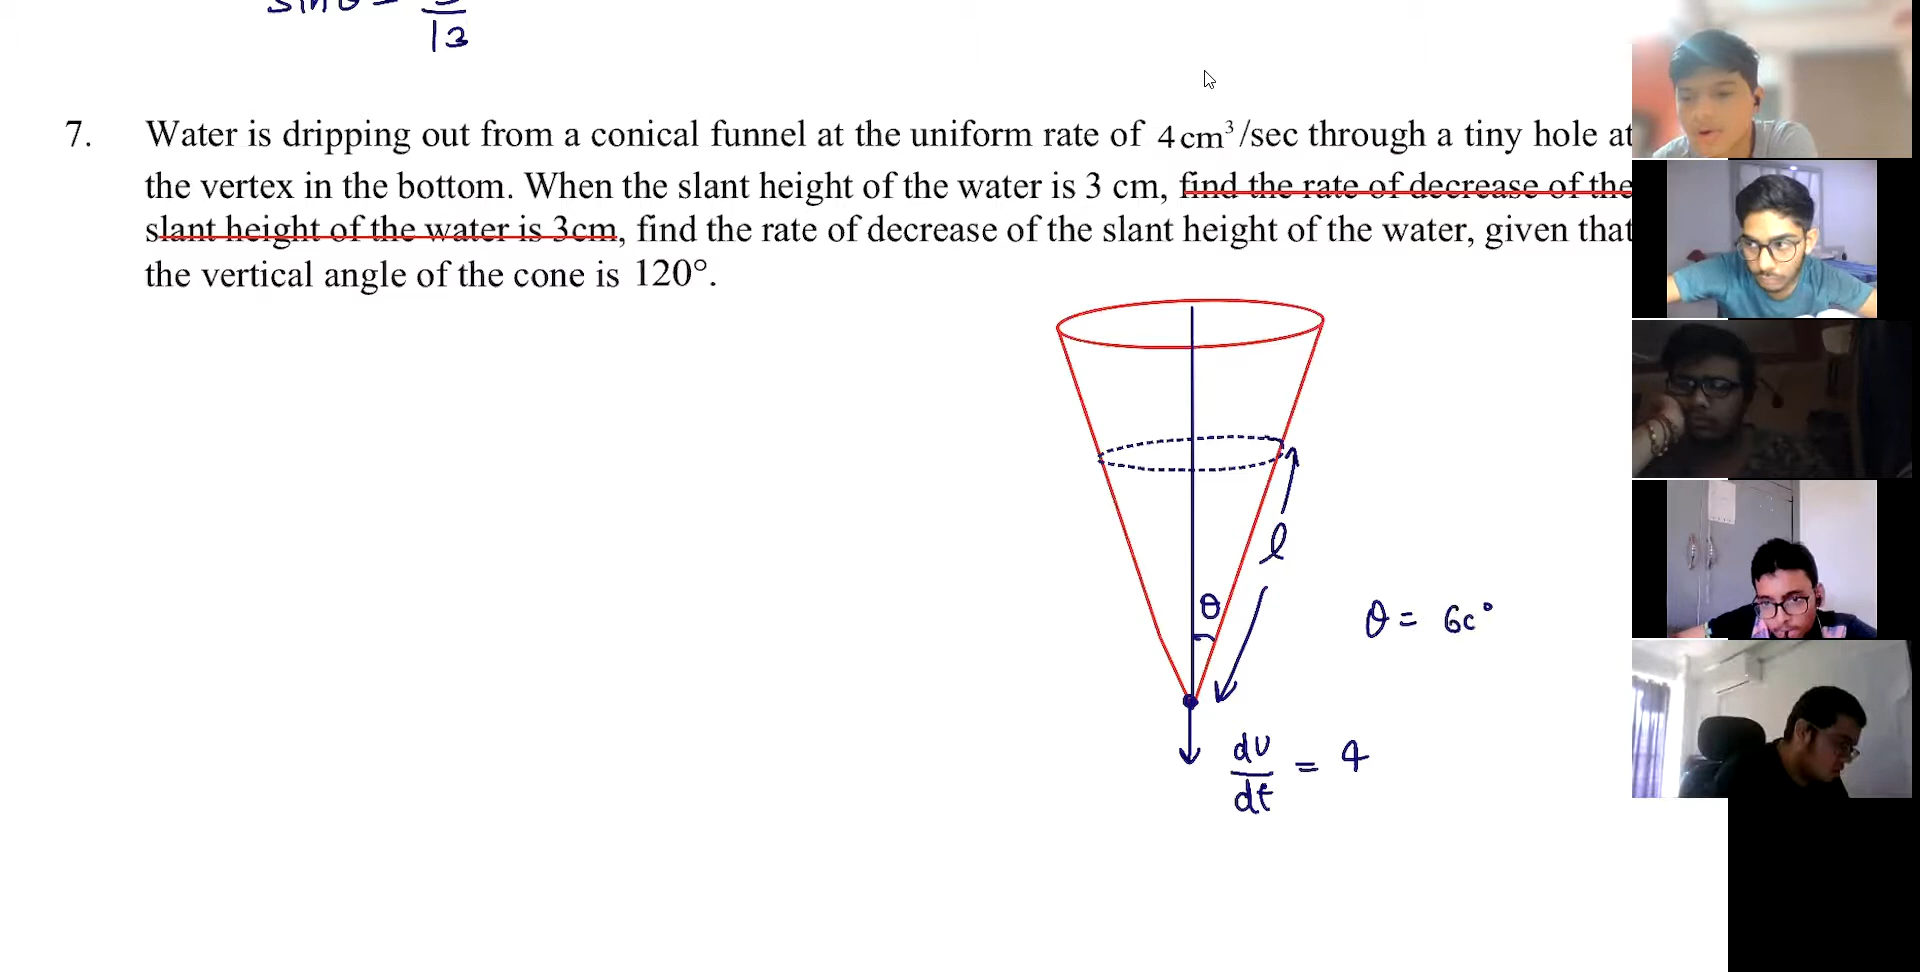 sinθ =
13
7. Water is dripping out from a conical funnel at the uniform rate of 4cm³/sec through a tiny hole at
the vertex in the bottom. When the slant height of the water is 3 cm, find the rate of decrease of the
slant height of the water is 3cm, find the rate of decrease of the slant height of the water, given that
the vertical angle of the cone is 120°.
l
θ
θ = 60°
dv
dt
= 4